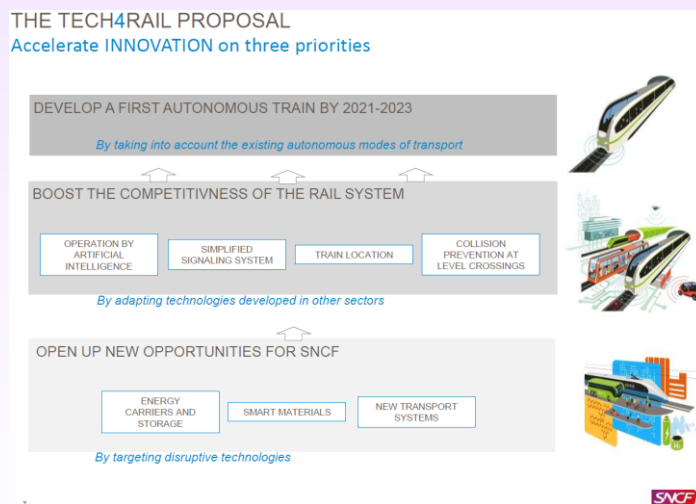 THE TECH4RAIL PROPOSAL
Accelerate INNOVATION on three priorities
DEVELOP A FIRST AUTONOMOUS TRAIN BY 2021-2023
By taking into account the existing autonomous modes of transport
BOOST THE COMPETITIVNESS OF THE RAIL SYSTEM
OPERATION BY
ARTIFICIAL
INTELLIGENCE
SIMPLIFIED
SIGNALING SYSTEM
TRAIN LOCATION
COLLISION
PREVENTION AT
LEVEL CROSSINGS
By adapting technologies developed in other sectors
OPEN UP NEW OPPORTUNITIES FOR SNCF
ENERGY
CARRIERS AND
STORAGE
SMART MATERIALS
NEW TRANSPORT
SYSTEMS
By targeting disruptive technologies
SNCF